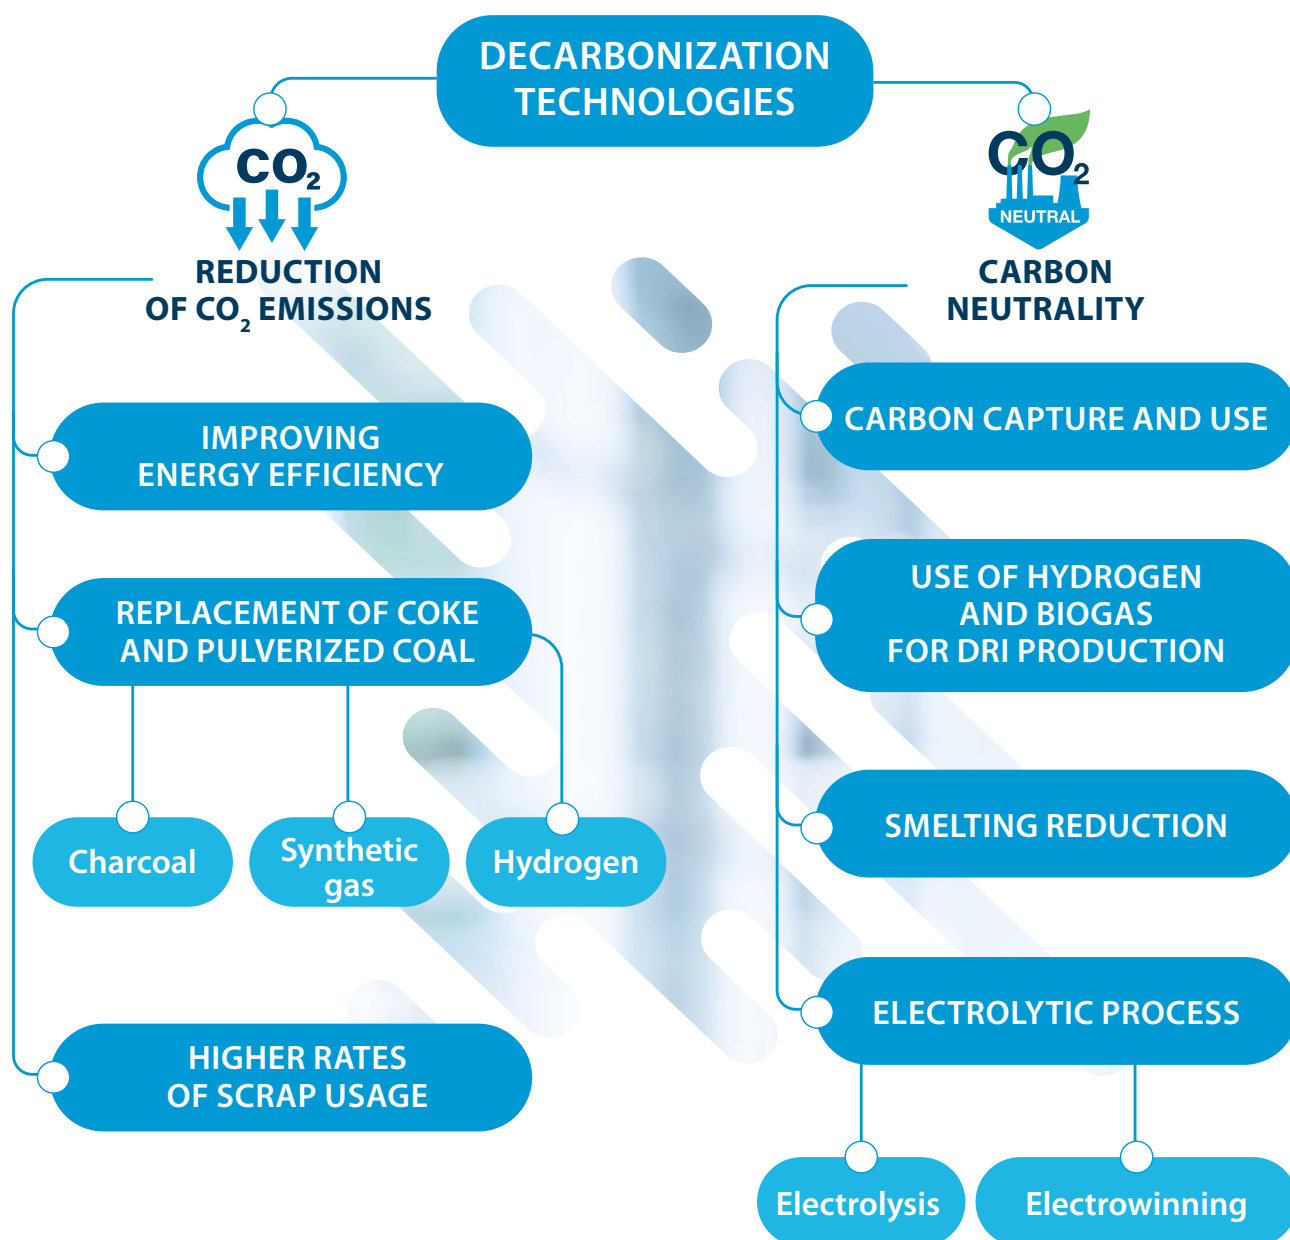 DECARBONIZATION
TECHNOLOGIES
CO₂
REDUCTION
OF CO₂ EMISSIONS
IMPROVING
ENERGY EFFICIENCY
REPLACEMENT OF COKE
AND PULVERIZED COAL
Charcoal
Synthetic
gas
Hydrogen
HIGHER RATES
OF SCRAP USAGE
CO₂
NEUTRAL
CARBON
NEUTRALITY
CARBON CAPTURE AND USE
USE OF HYDROGEN
AND BIOGAS
FOR DRI PRODUCTION
SMELTING REDUCTION
ELECTROLYTIC PROCESS
Electrolysis
Electrowinning